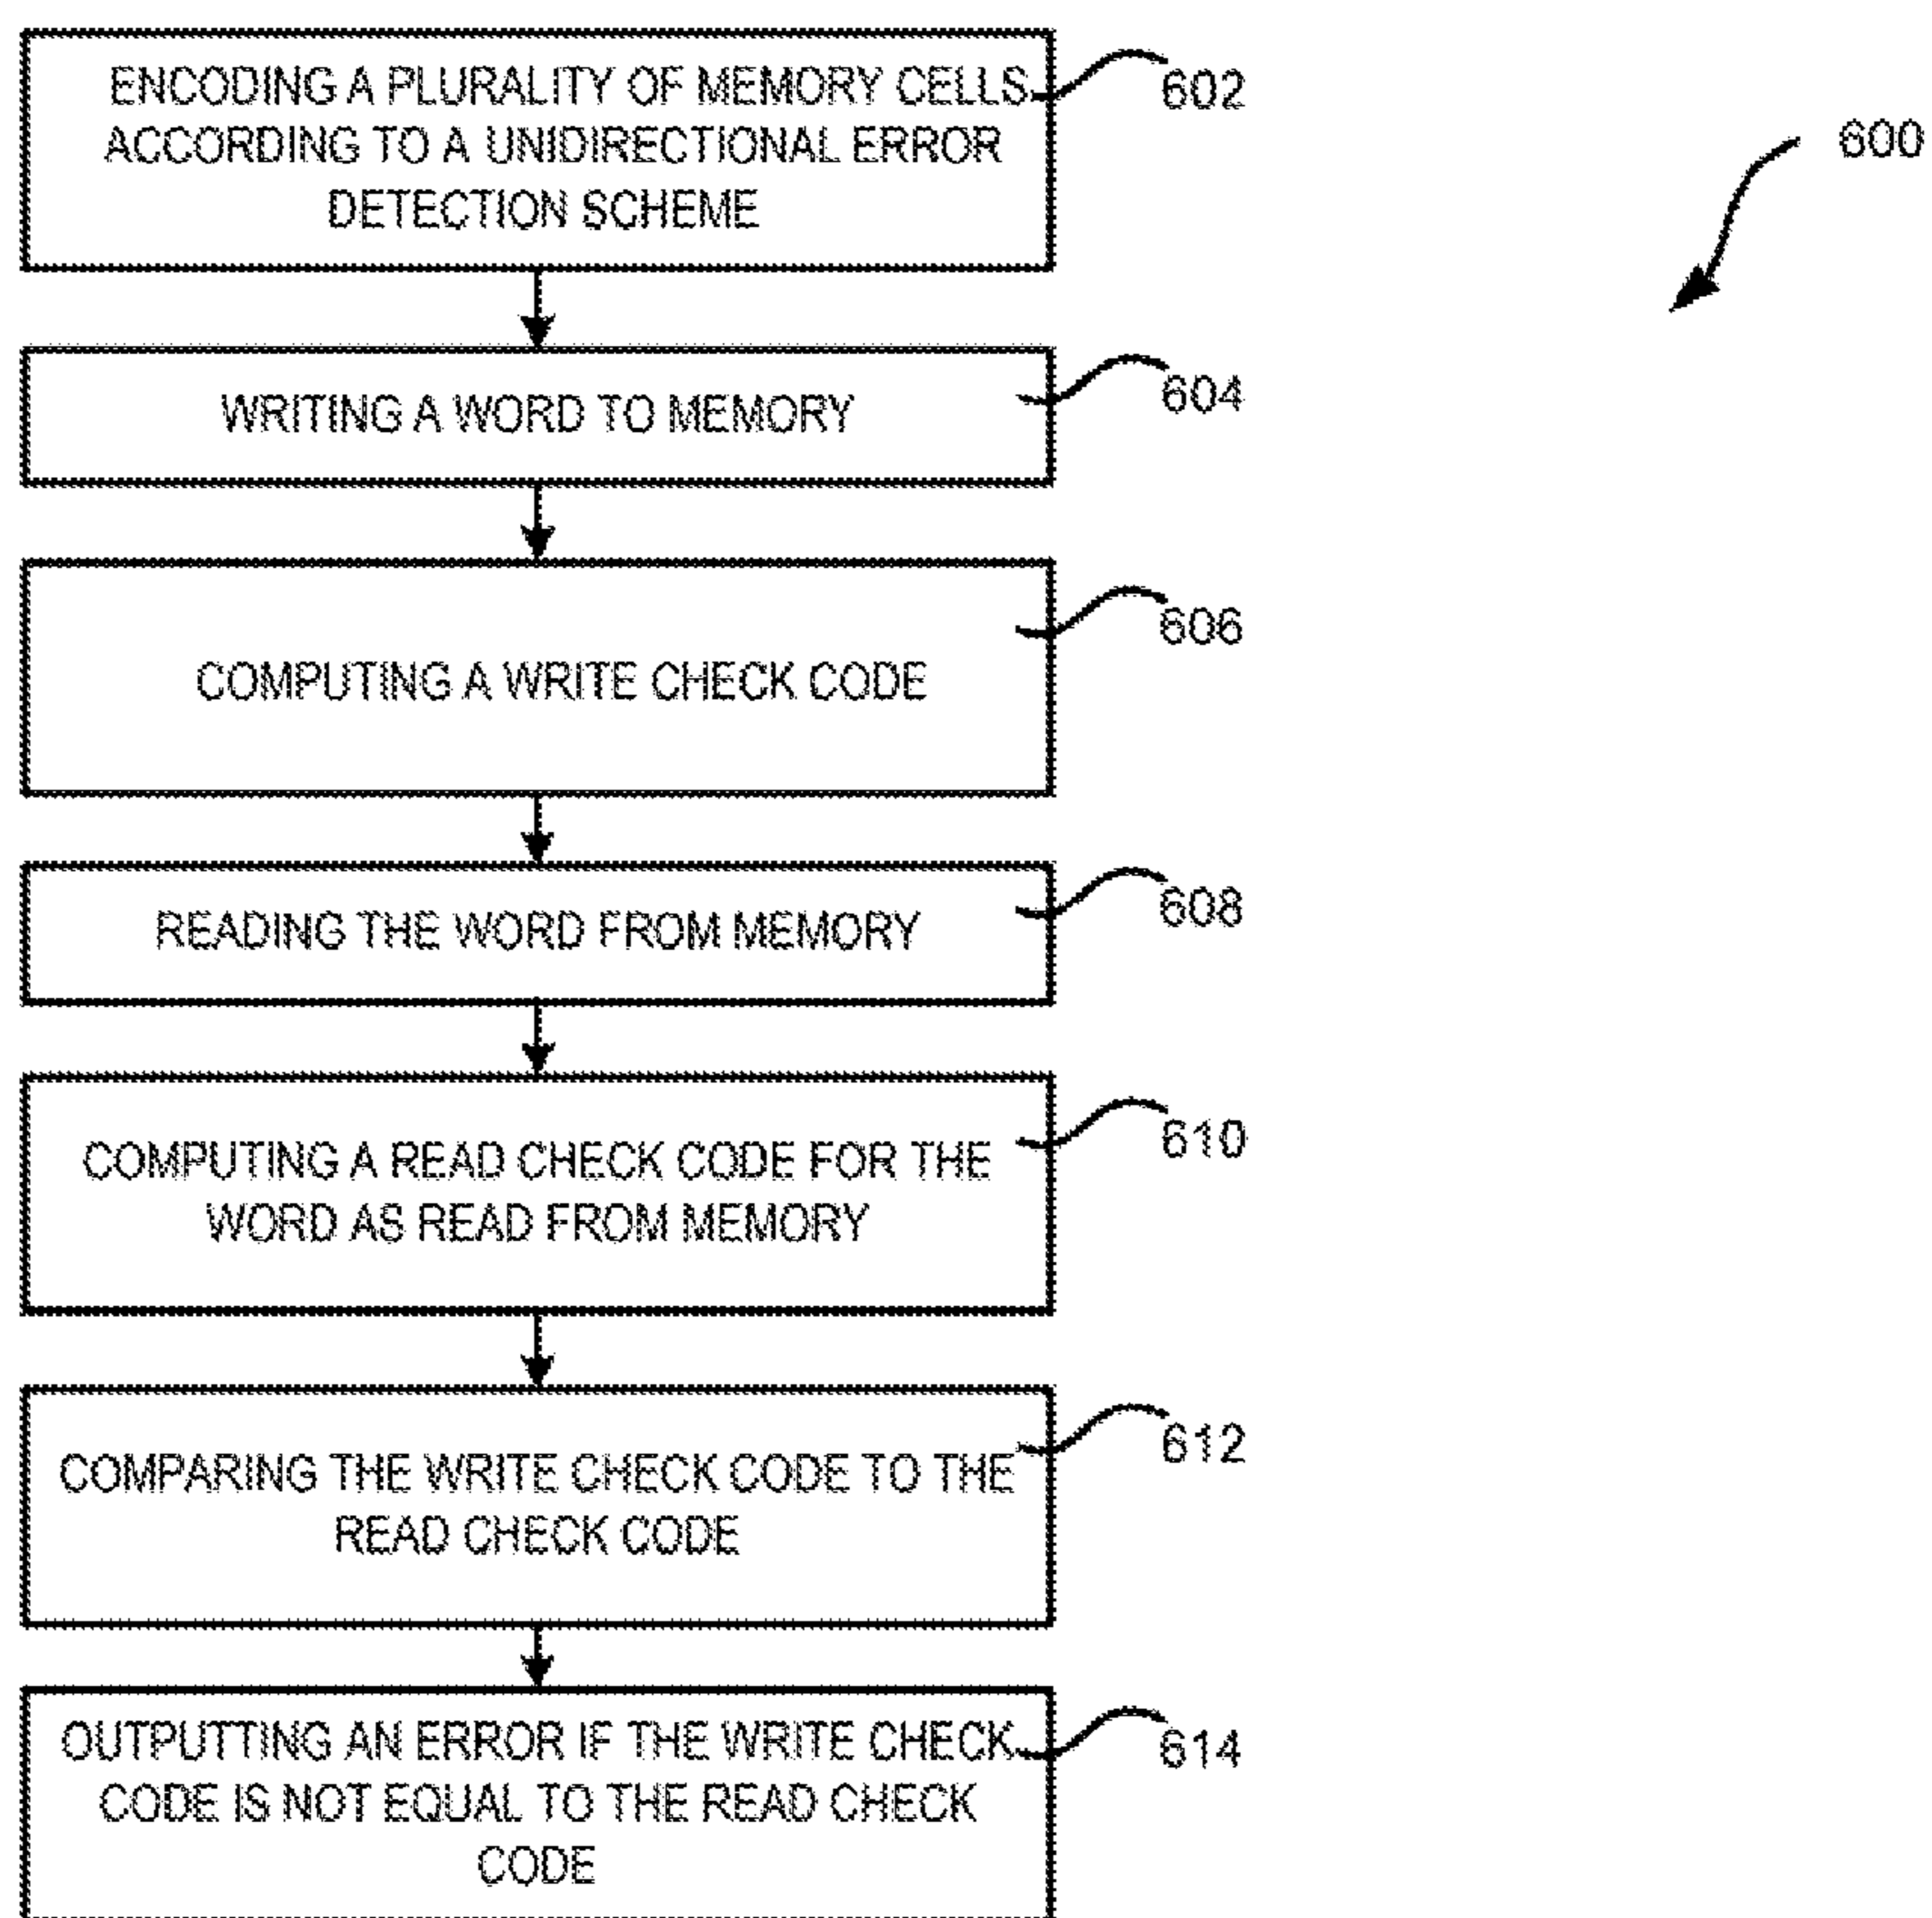 ENCODING A PLURALITY OF MEMORY CELLS
ACCORDING TO A UNIDIRECTIONAL ERROR
DETECTION SCHEME
602
600
WRITING A WORD TO MEMORY
604
COMPUTING A WRITE CHECK CODE
606
READING THE WORD FROM MEMORY
608
COMPUTING A READ CHECK CODE FOR THE
WORD AS READ FROM MEMORY
610
COMPARING THE WRITE CHECK CODE TO THE
READ CHECK CODE
612
OUTPUTTING AN ERROR IF THE WRITE CHECK
CODE IS NOT EQUAL TO THE READ CHECK
CODE
614